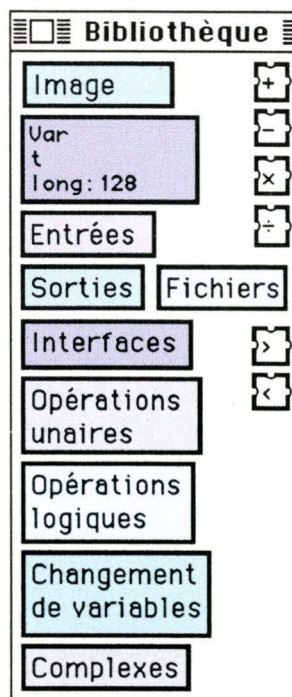 Bibliothèque
Image
+
Var
t
long: 128
-
×
÷
Entrées
Sorties Fichiers
Interfaces
>
Opérations
unaires
<
Opérations
logiques
Changement
de variables
Complexes